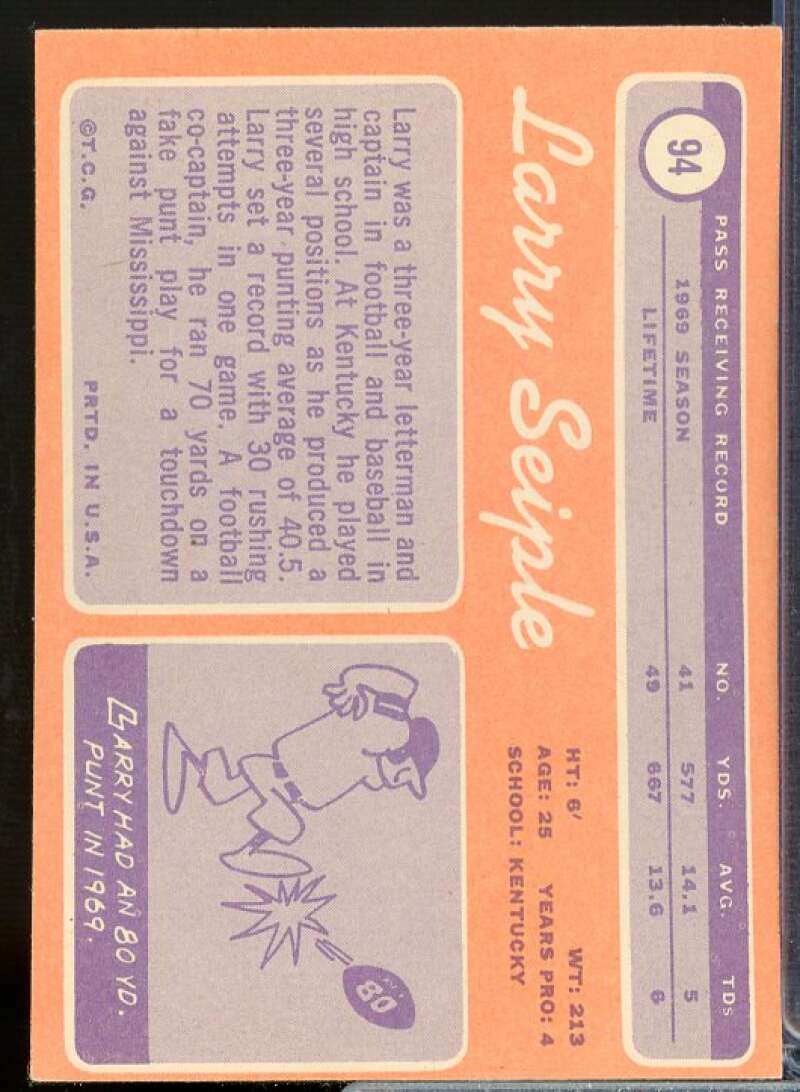 94
PASS RECEIVING RECORD NO. YDS. AVG. TDs
1969 SEASON 41 577 14.1 5
LIFETIME 49 667 13.6 6
Larry Seiple
HT: 6' WT: 213
AGE: 25 YEARS PRO: 4
SCHOOL: KENTUCKY
Larry was a three-year letterman and
captain in football and baseball in
high school. At Kentucky he played
several positions as he produced a
three-year punting average of 40.5.
Larry set a record with 30 rushing
attempts in one game. A football
co-captain, he ran 70 yards on a
fake punt play for a touchdown
against Mississippi.
©T.C.G. PRTD. IN U.S.A.
80
LARRY HAD AN 80 YD.
PUNT IN 1969.